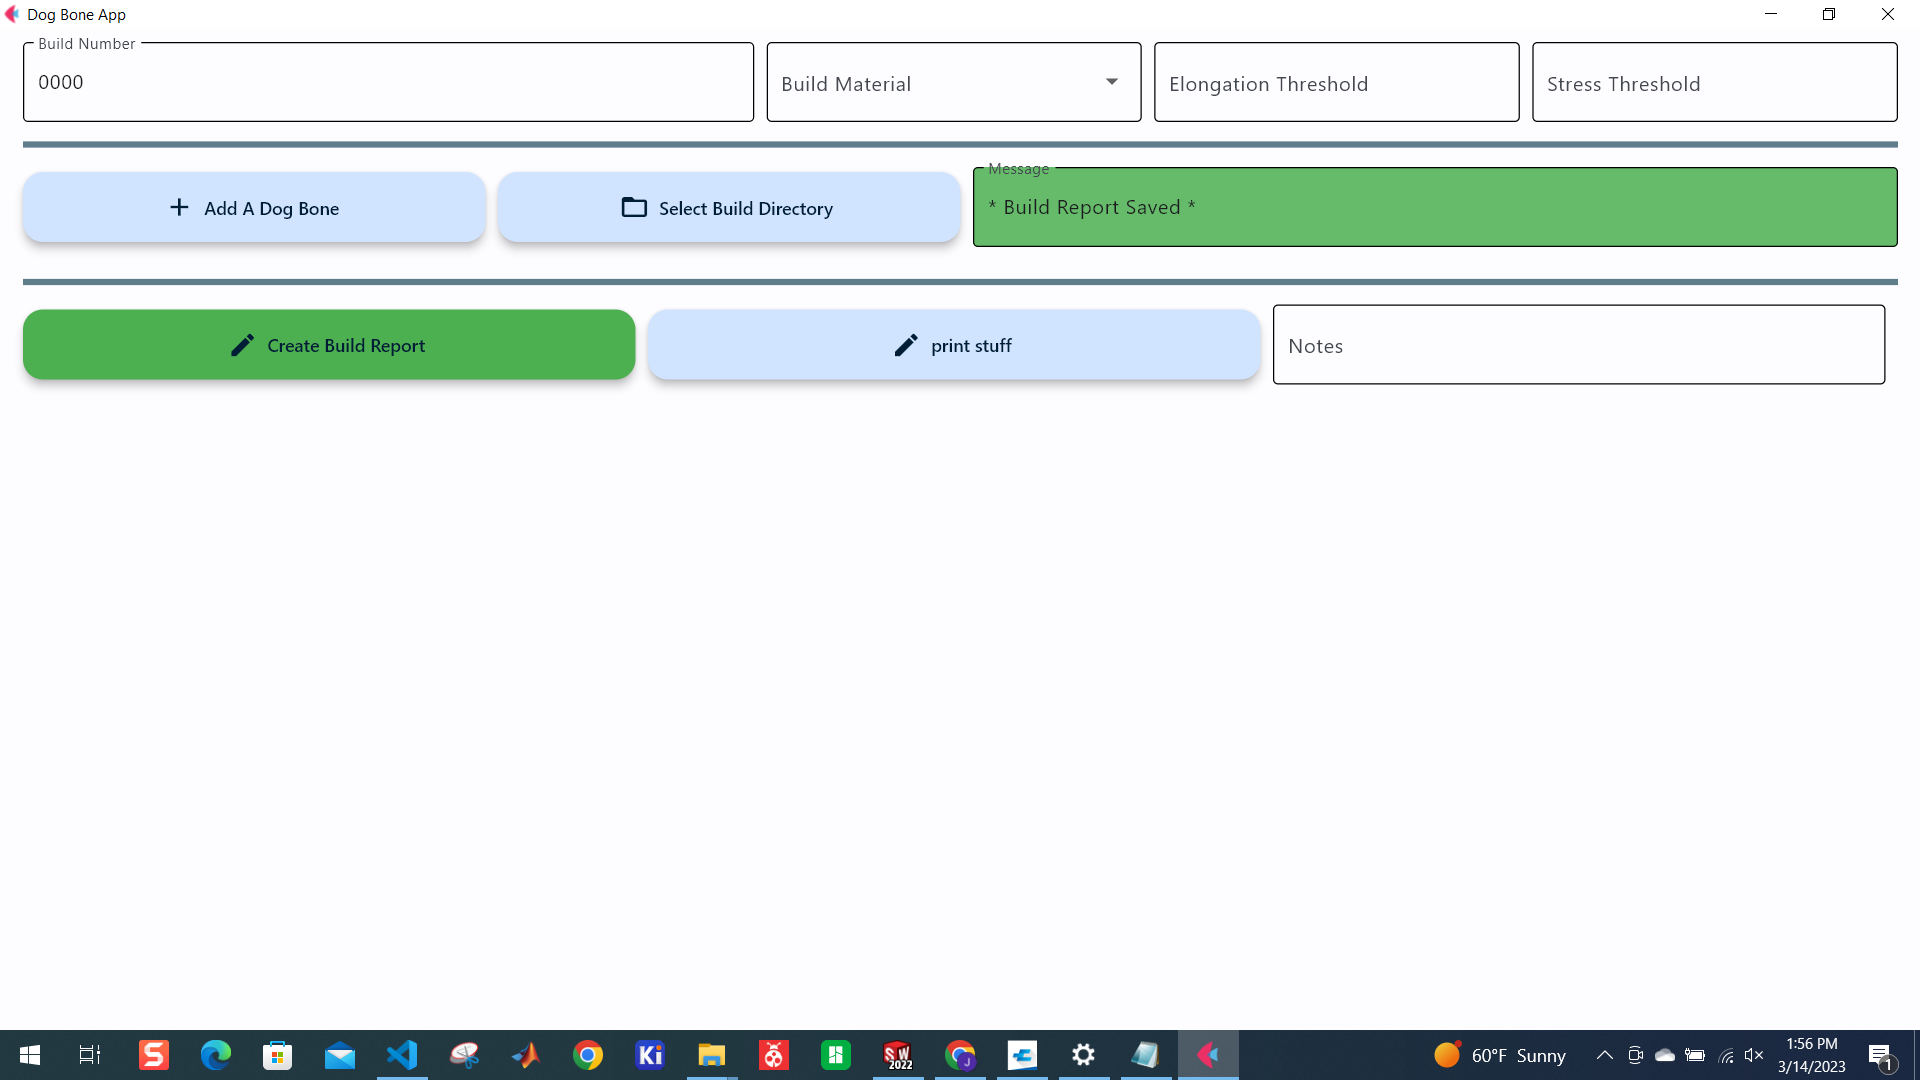 Dog Bone App
Build Number
0000
Build Material
Elongation Threshold
Stress Threshold
Add A Dog Bone
Select Build Directory
Message
* Build Report Saved *
Create Build Report
print stuff
Notes
S
Ki
SW
2022
J
60°F Sunny
1:56 PM
3/14/2023
1